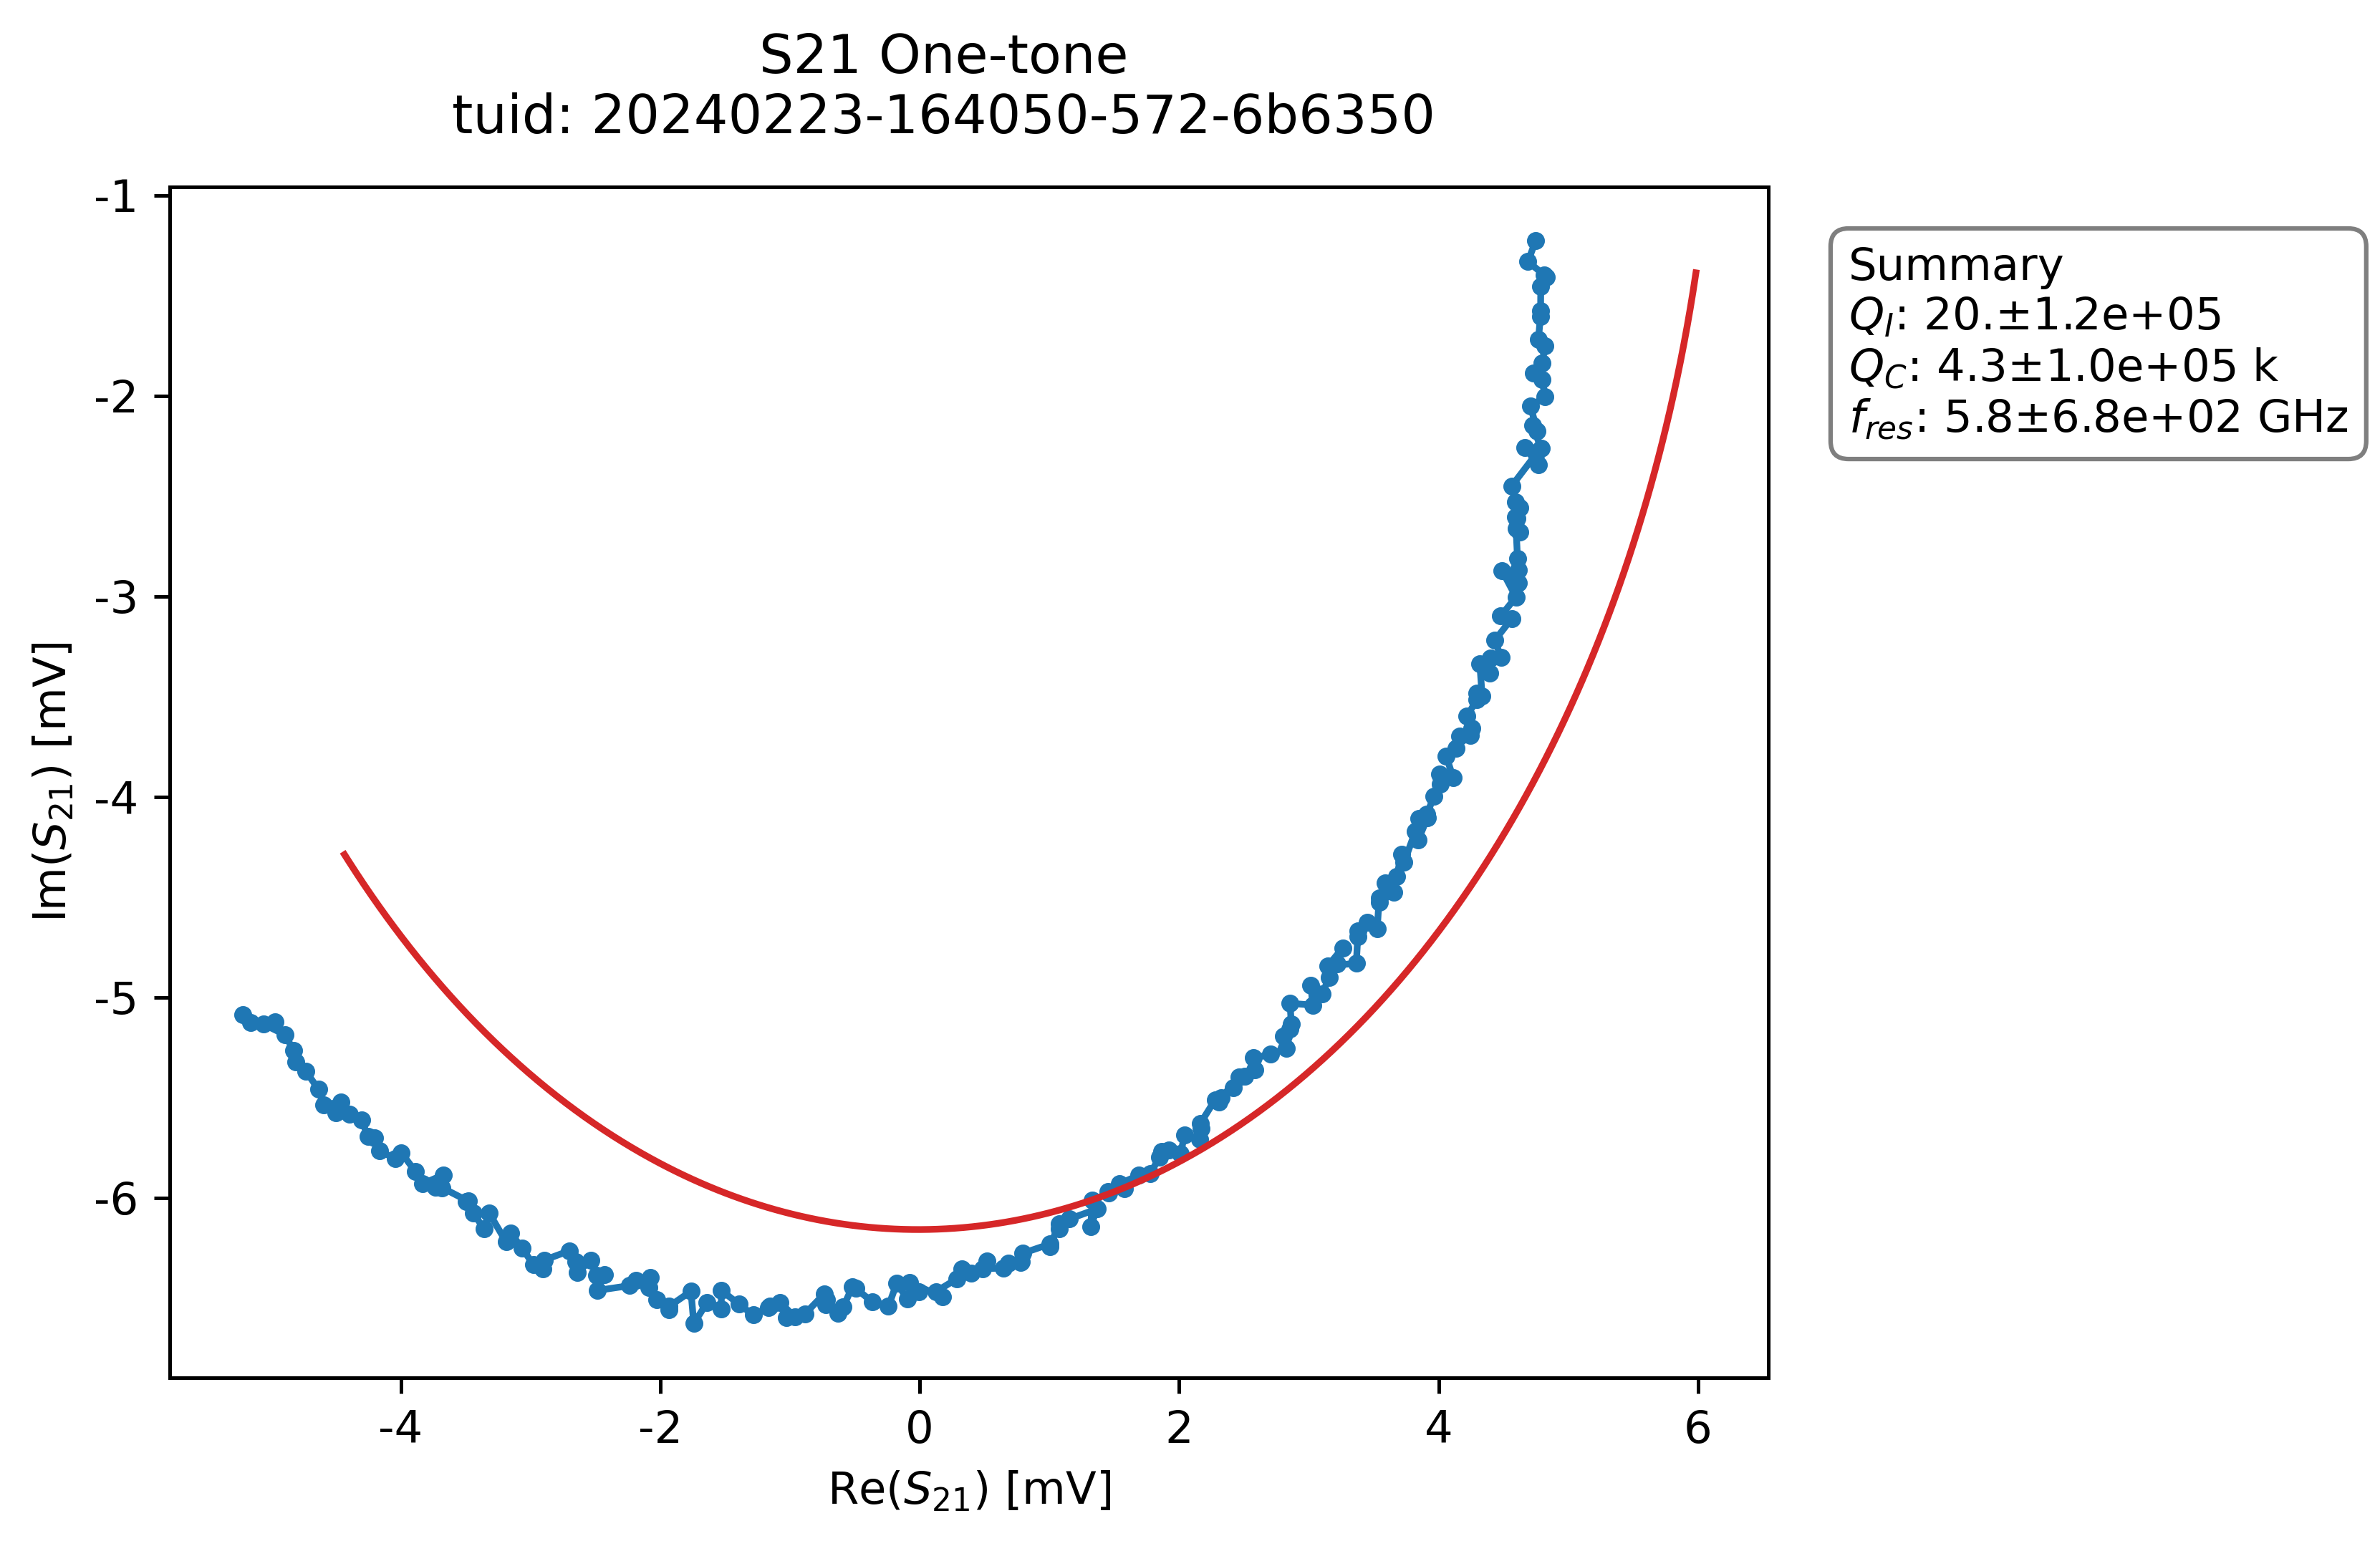 S21 One-tone
tuid: 20240223-164050-572-6b6350
-1
-2
-3
-4
-5
-6
Im(S21) [mV]
-4 -2 0 2 4 6
Re(S21) [mV]
Summary
Ql: 20.±1.2e+05
QC: 4.3±1.0e+05 k
fres: 5.8±6.8e+02 GHz